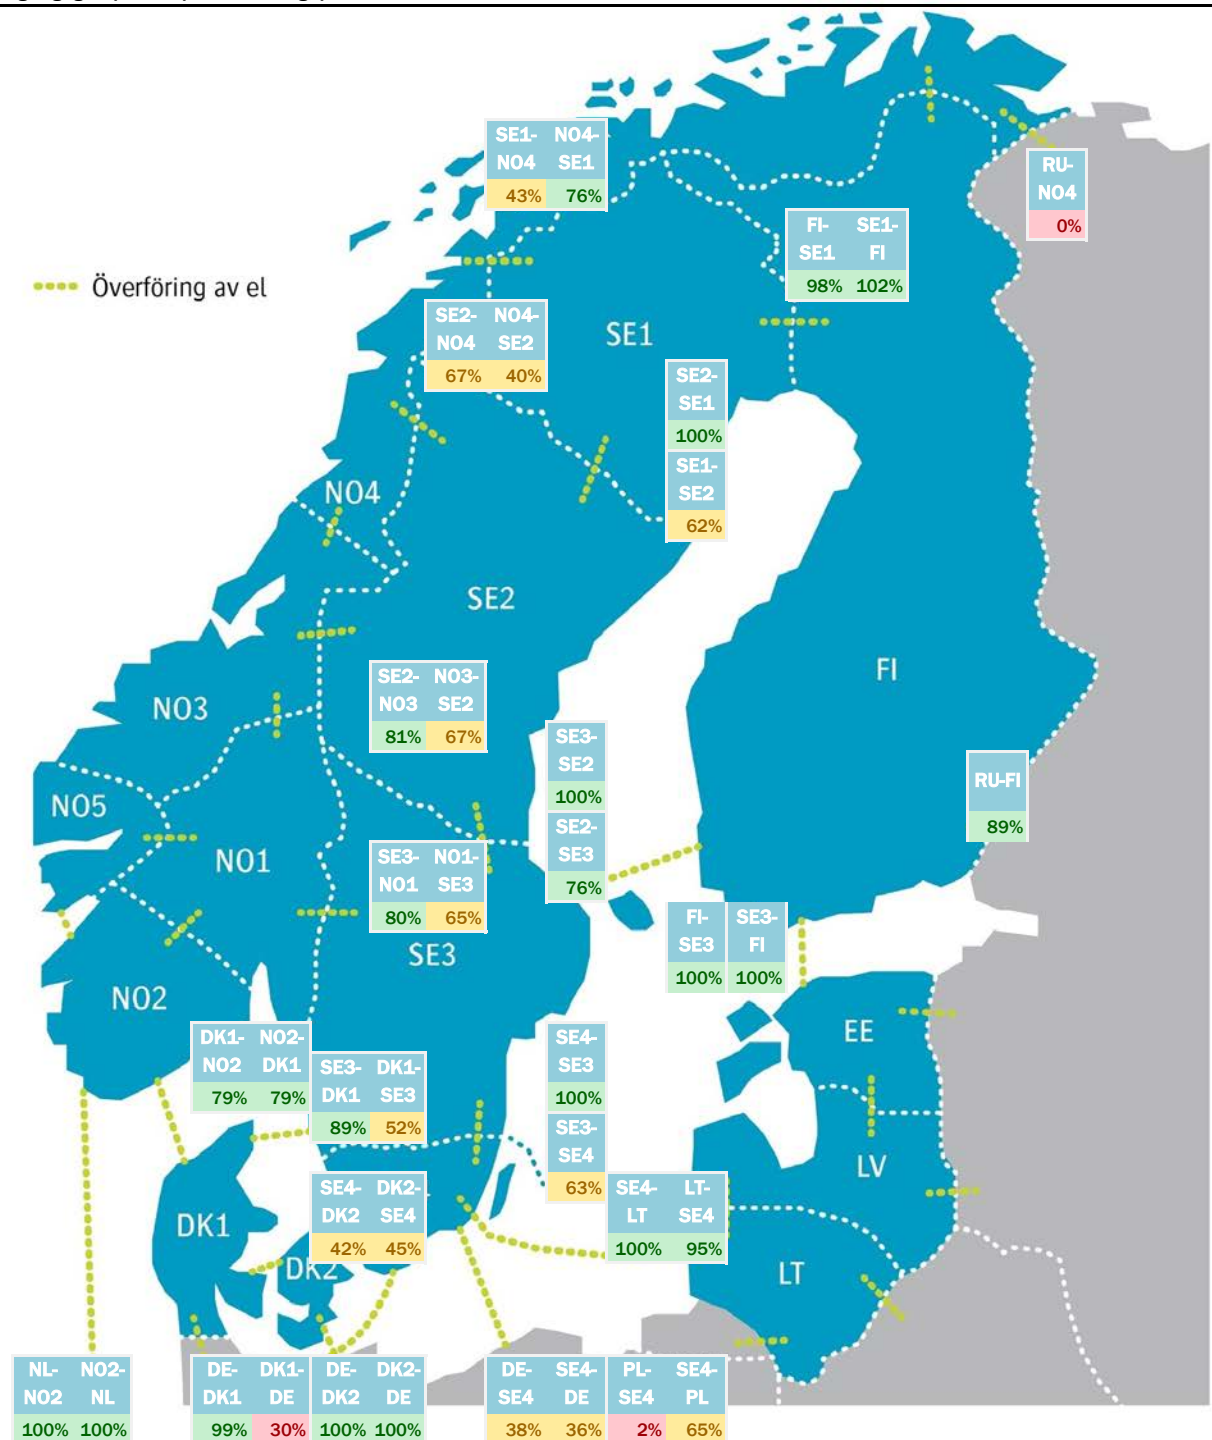 SE1- NO4-
NO4 SE1
43% 76%
RU-
NO4
0%
FI- SE1-
SE1 FI
98% 102%
Överföring av el
SE2- NO4-
NO4 SE2
67% 40%
SE1
SE2-
SE1
100%
SE1-
SE2
62%
NO4
SE2
FI
SE2- NO3-
NO3 SE2
81% 67%
NO3
SE3-
SE2
100%
SE2-
SE3
76%
RU-FI
89%
NO5
NO1
SE3- NO1-
NO1 SE3
80% 65%
SE3
FI- SE3-
SE3 FI
100% 100%
NO2
EE
DK1- NO2-
NO2 DK1
79% 79%
SE3- DK1-
DK1 SE3
89% 52%
SE4-
SE3
100%
SE3-
SE4
63%
LV
SE4- DK2-
DK2 SE4
42% 45%
SE4- LT-
LT SE4
100% 95%
DK1
DK2
LT
NL- NO2-
NO2 NL
100% 100%
DE- DK1- DE- DK2-
DK1 DE DK2 DE
99% 30% 100% 100%
DE- SE4- PL- SE4-
SE4 DE SE4 PL
38% 36% 2% 65%